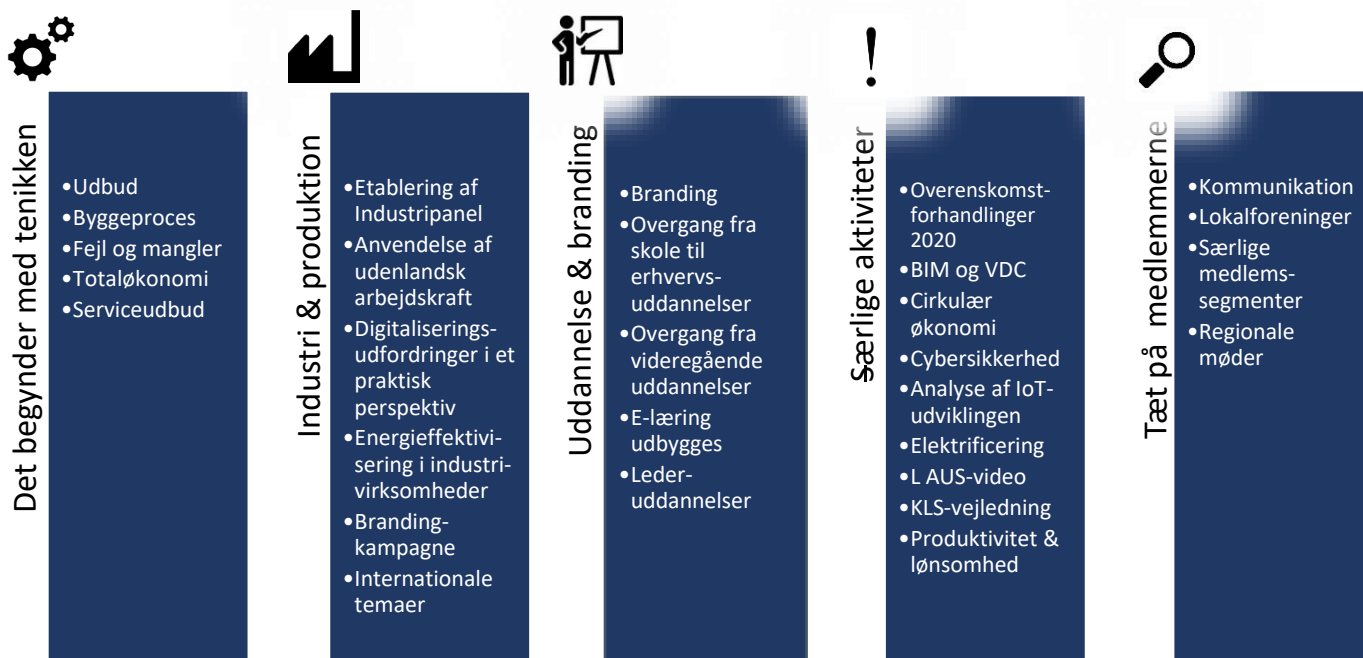 Det begynder med tenikken
•Udbud
•Byggeproces
•Fejl og mangler
•Totaløkonomi
•Serviceudbud
Industri & produktion
•Etablering af
Industripanel
•Anvendelse af
udenlandsk
arbejdskraft
•Digitaliserings-
udfordringer i et
praktisk
perspektiv
•Energieffektivi-
sering i industri-
virksomheder
•Branding-
kampagne
•Internationale
temaer
Uddannelse & branding
•Branding
•Overgang fra
skole til
erhvervs-
uddannelser
•Overgang fra
videregående
uddannelser
•E-læring
udbygges
•Leder-
uddannelser
!
Særlige aktiviteter
•Overenskomst-
forhandlinger
2020
•BIM og VDC
•Cirkulær
økonomi
•Cybersikkerhed
•Analyse af IoT-
udviklingen
•Elektrificering
•L AUS-video
•KLS-vejledning
•Produktivitet &
lønsomhed
Tæt på medlemmerne
•Kommunikation
•Lokalforeninger
•Særlige
medlems-
segmenter
•Regionale
møder